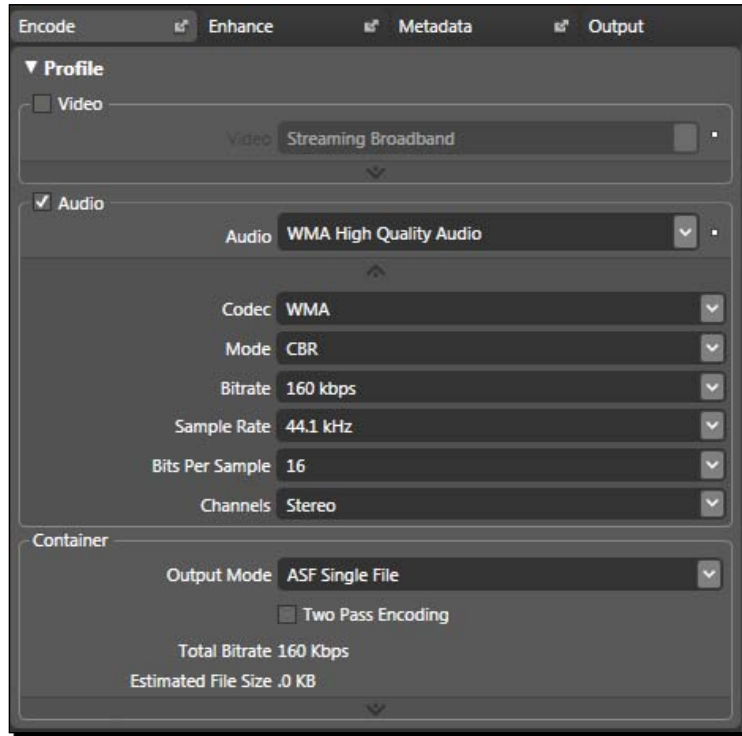 Encode Enhance Metadata Output
Profile
Video
Video Streaming Broadband
Audio
Audio WMA High Quality Audio
Codec WMA
Mode CBR
Bitrate 160 kbps
Sample Rate 44.1 kHz
Bits Per Sample 16
Channels Stereo
Container
Output Mode ASF Single File
Two Pass Encoding
Total Bitrate 160 Kbps
Estimated File Size .0 KB